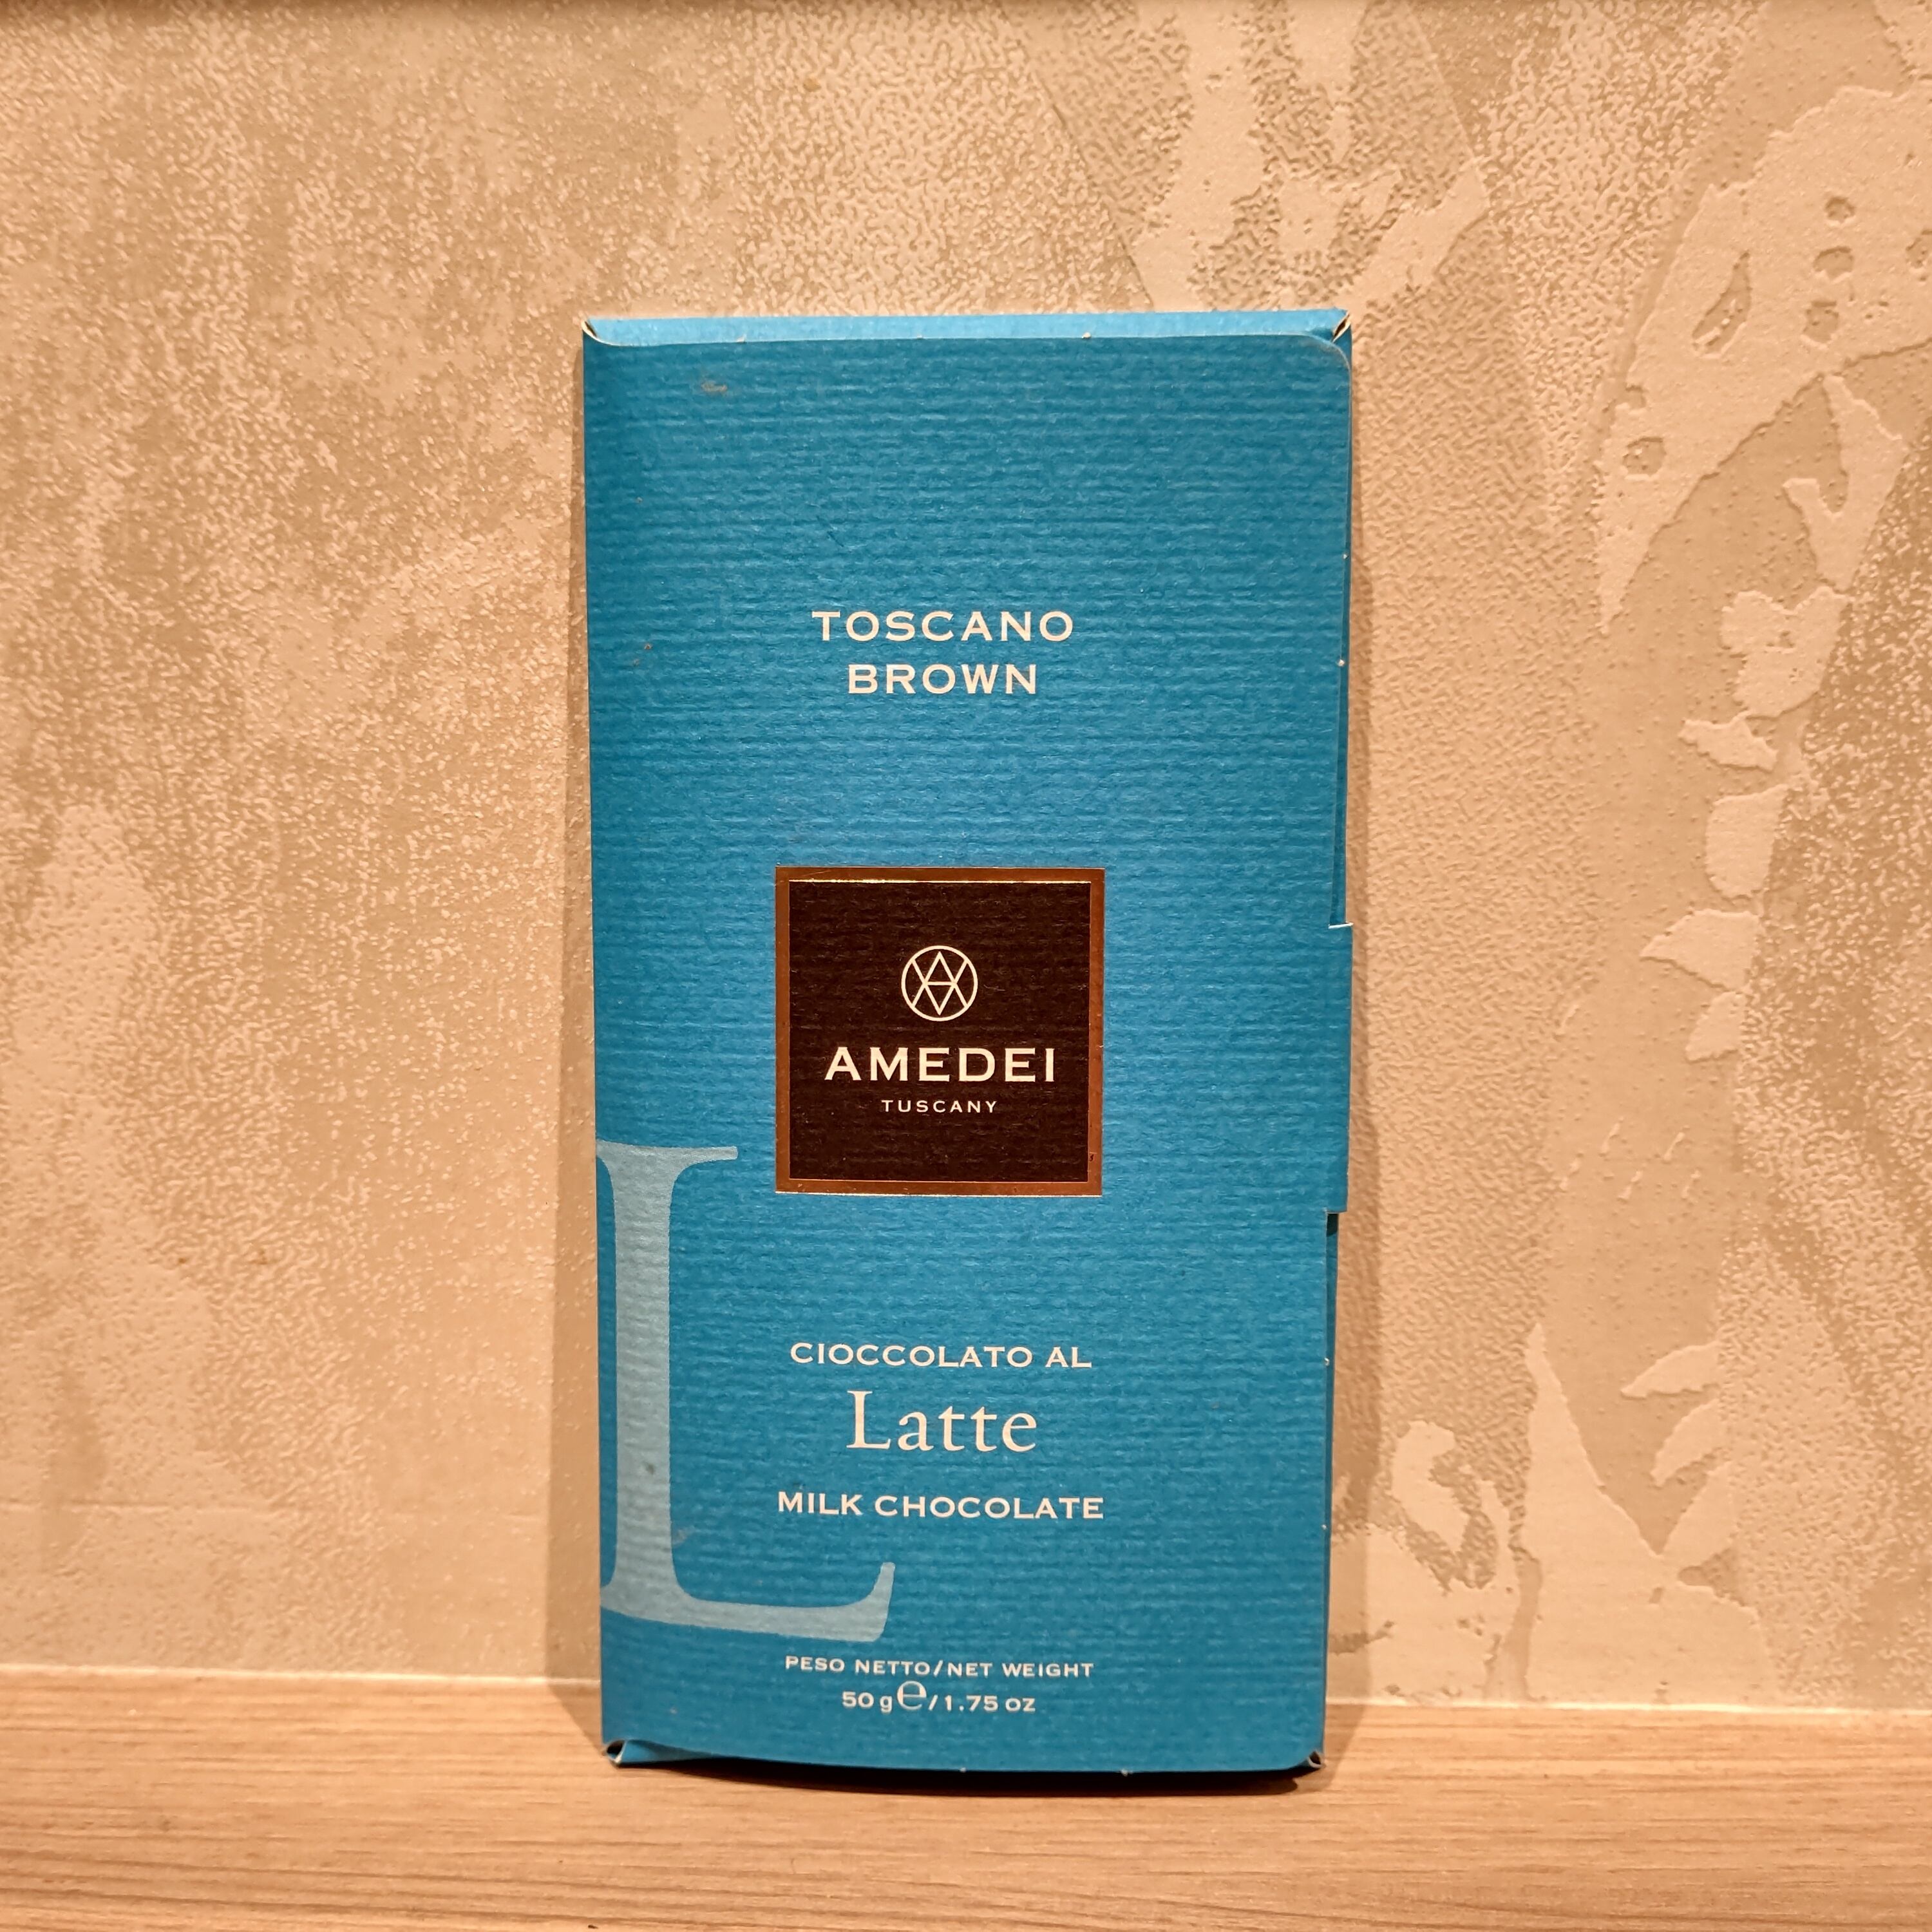 TOSCANO
BROWN
AMEDEI
TUSCANY
CIOCCOLATO AL
Latte
MILK CHOCOLATE
L
PESO NETTO/NET WEIGHT
50 g℮/1.75 oz